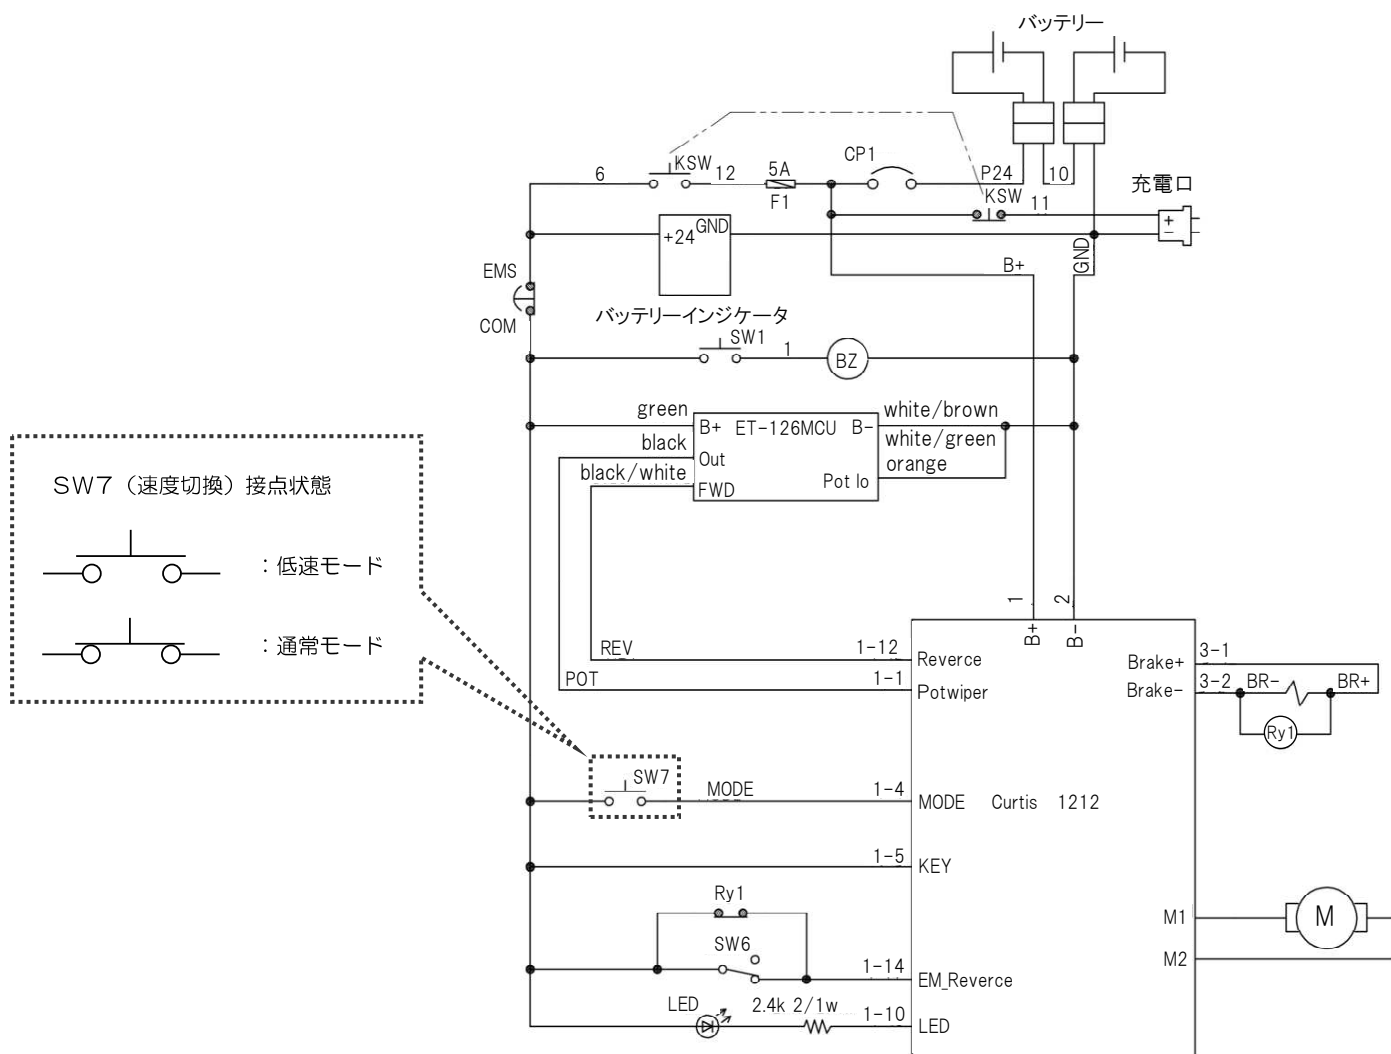 バッテリー
CP1
KSW
6
12
5A
F1
P24
10
KSW
11
充電口
+
−
+24
GND
GND
B+
EMS
COM
バッテリーインジケータ
SW1
1
BZ
green
white/brown
B+
ET-126MCU
B-
black
white/green
Out
orange
black/white
FWD
Pot lo
SW7（速度切換）接点状態
：低速モード
：通常モード
1
2
B+
B-
REV
1-12
Reverce
POT
1-1
Potwiper
Brake+
3-1
Brake-
3-2
BR-
BR+
Ry1
SW7
MODE
1-4
MODE
Curtis 1212
1-5
KEY
Ry1
SW6
M1
M
M2
1-14
EM_Reverce
LED
2.4k 2/1w
1-10
LED